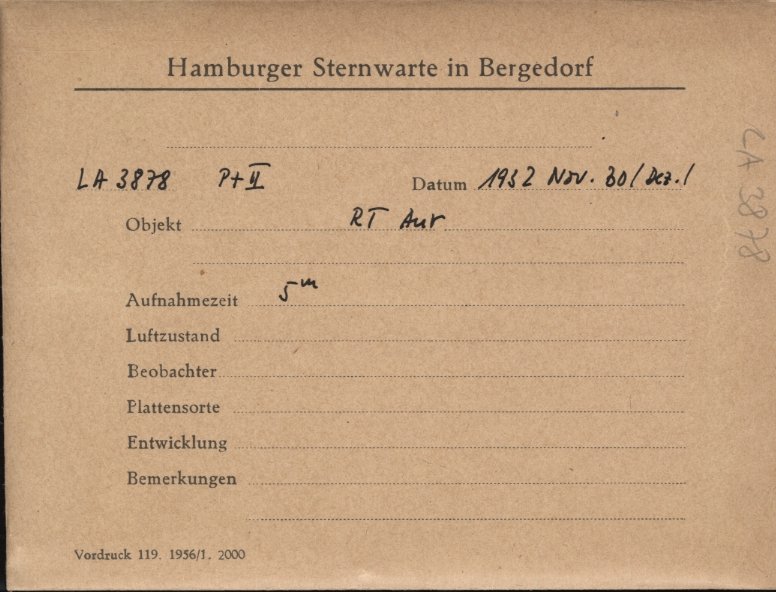 Hamburger Sternwarte in Bergedorf
LA 3878 P+II Datum 1932 Nov. 30/Dez. 1
Objekt RT Aur
Aufnahmezeit 5m
Luftzustand
Beobachter
Plattensorte
Entwicklung
Bemerkungen
Vordruck 119. 1956/1. 2000
LA 3878